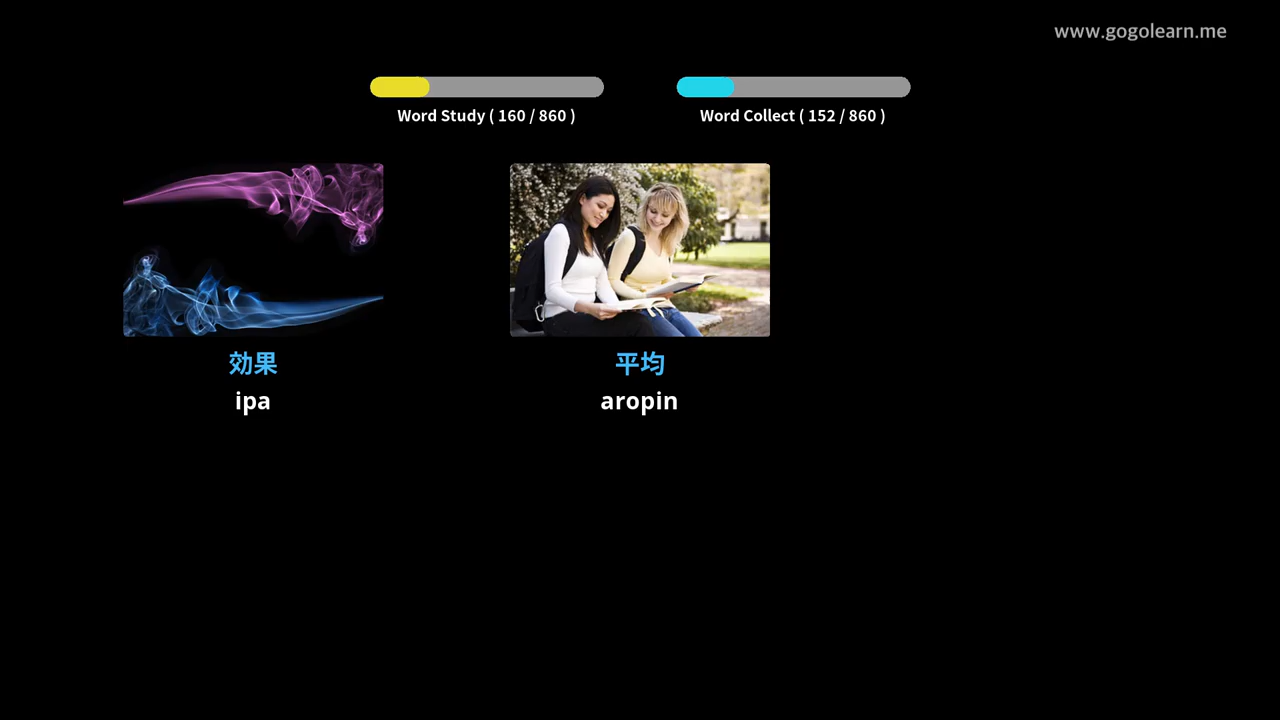 www.gogolearn.me
Word Study ( 160 / 860 )
Word Collect ( 152 / 860 )
効果
ipa
平均
aropin